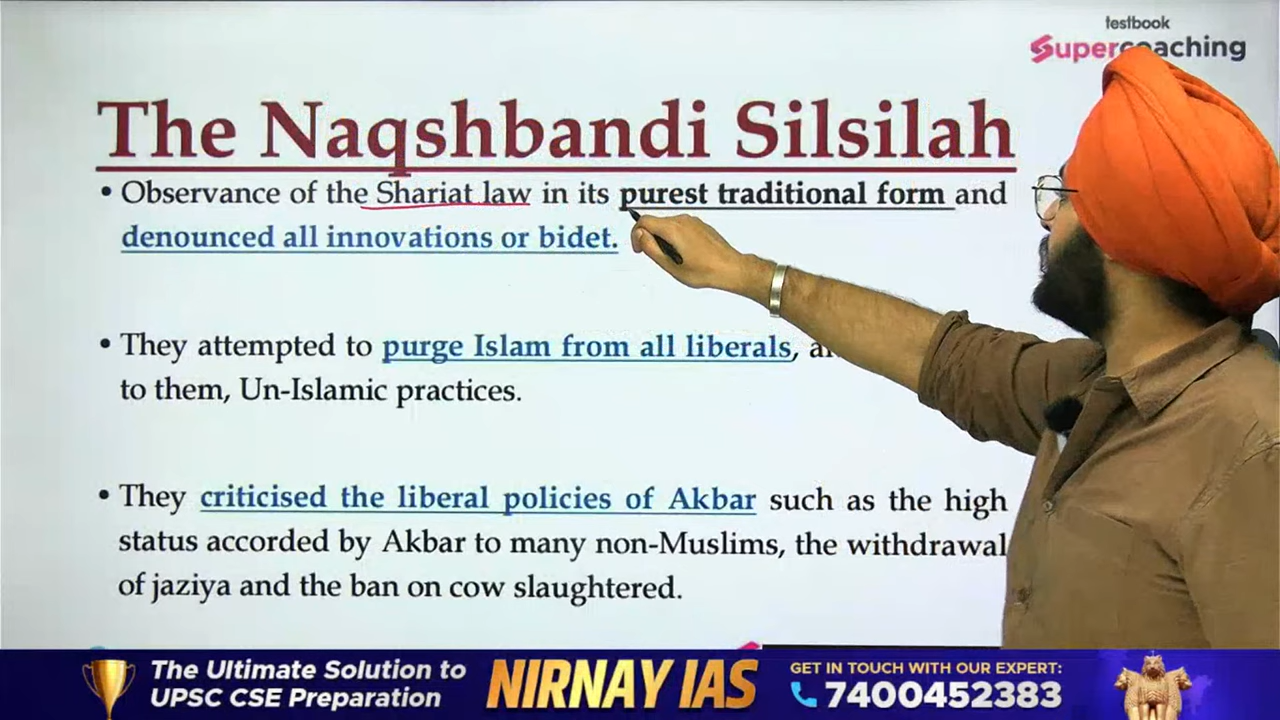 testbook
Supercoaching
The Naqshbandi Silsilah
• Observance of the Shariat law in its purest traditional form and
denounced all innovations or bidet.
• They attempted to purge Islam from all liberals,
to them, Un-Islamic practices.
• They criticised the liberal policies of Akbar such as the high
status accorded by Akbar to many non-Muslims, the withdrawal
of jaziya and the ban on cow slaughtered.
The Ultimate Solution to
UPSC CSE Preparation
NIRNAY IAS
GET IN TOUCH WITH OUR EXPERT:
7400452383